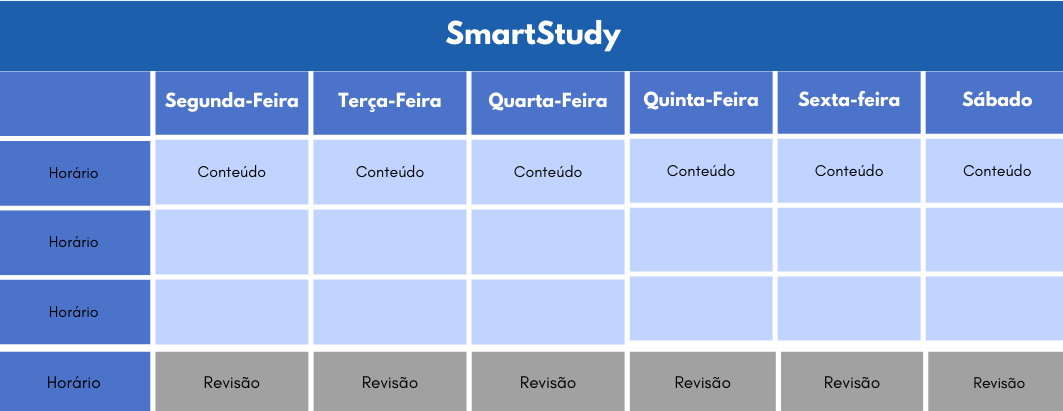 SmartStudy
Segunda-Feira Terça-Feira Quarta-Feira Quinta-Feira Sexta-feira Sábado
Horário Conteúdo Conteúdo Conteúdo Conteúdo Conteúdo Conteúdo
Horário
Horário
Horário Revisão Revisão Revisão Revisão Revisão Revisão